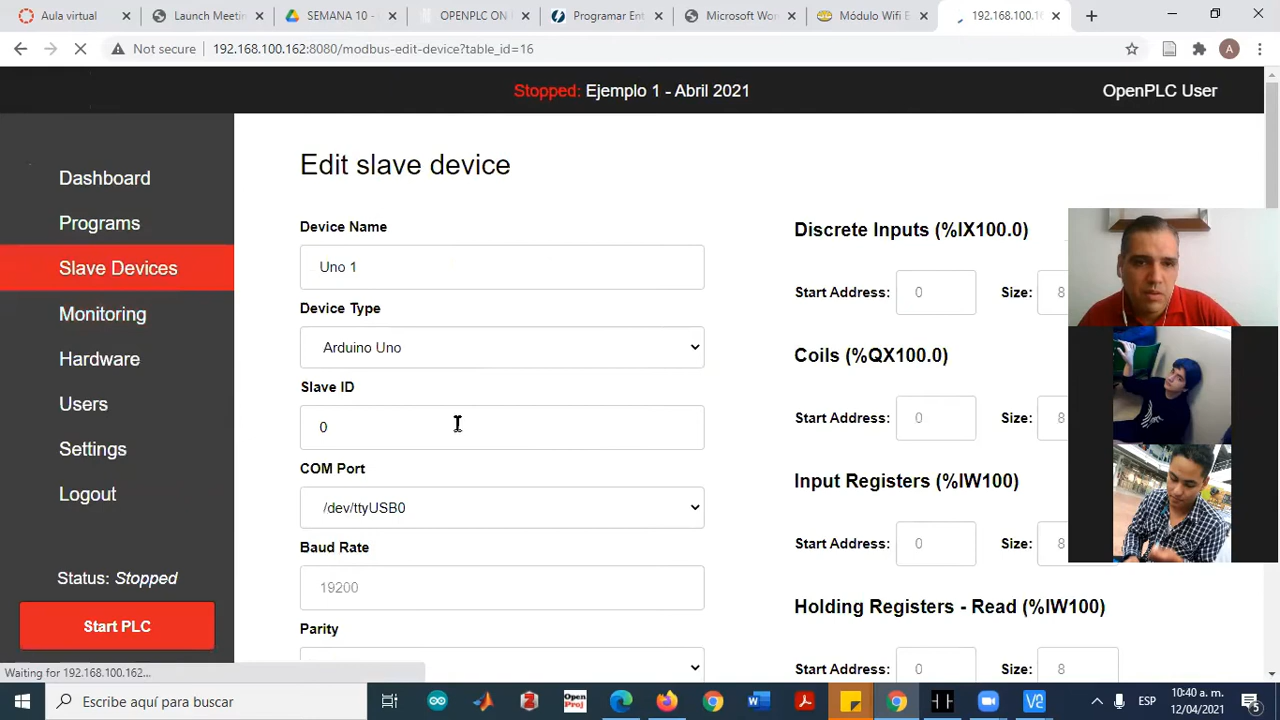 Aula virtual
Launch Meeti
SEMANA 10 -
OPENPLC ON
Programar Ent
Microsoft Wo
Módulo Wifi E
192.168.100.1
Not secure
192.168.100.162:8080/modbus-edit-device?table_id=16
A
Stopped: Ejemplo 1 - Abril 2021
OpenPLC User
Dashboard
Programs
Slave Devices
Monitoring
Hardware
Users
Settings
Logout
Status: Stopped
Start PLC
Edit slave device
Device Name
Uno 1
Device Type
Arduino Uno
Slave ID
0
COM Port
/dev/ttyUSB0
Baud Rate
19200
Parity
Discrete Inputs (%IX100.0)
Start Address: 0 Size: 8
Coils (%QX100.0)
Start Address: 0 Size: 8
Input Registers (%IW100)
Start Address: 0 Size: 8
Holding Registers - Read (%IW100)
Start Address: 0 Size: 8
Waiting for 192.168.100.162...
Escribe aquí para buscar
Open
Proj
ESP
10:40 a. m.
12/04/2021
5